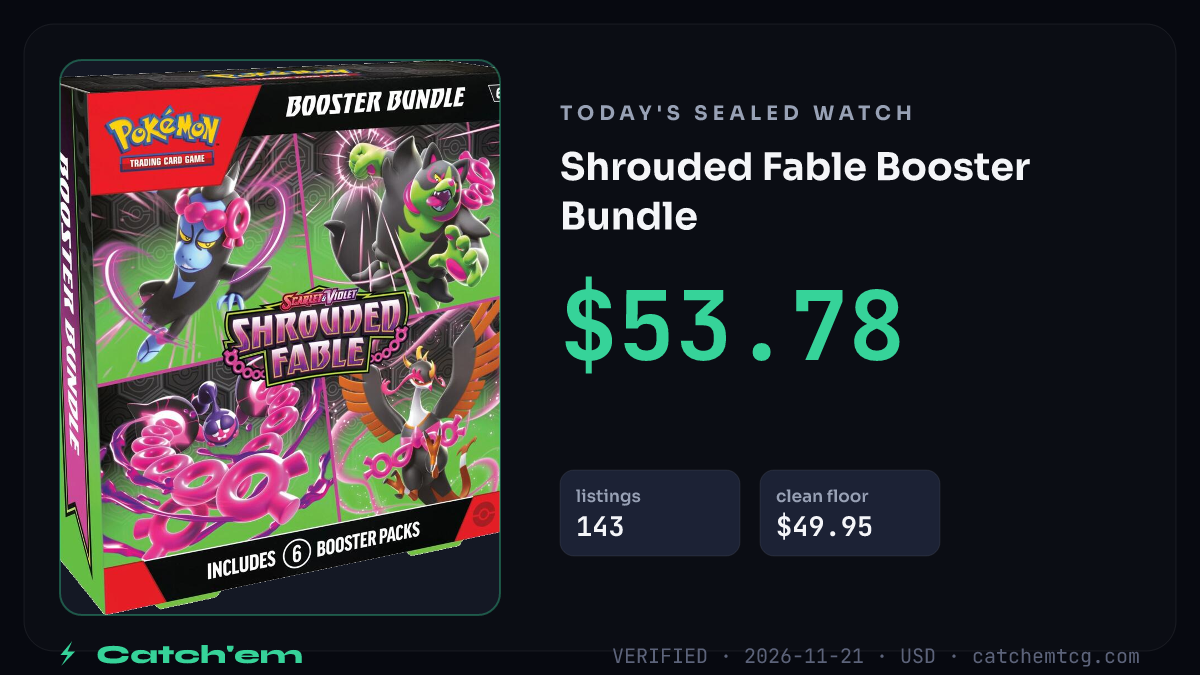 POKéMON
BOOSTER BUNDLE
Pokémon
TRADING CARD GAME
BOOSTER BUNDLE
SCARLET & VIOLET
SHROUDED
FABLE
INCLUDES 6 BOOSTER PACKS
TODAY'S SEALED WATCH
Shrouded Fable Booster
Bundle
$53.78
listings
143
clean floor
$49.95
Catch'em
VERIFIED · 2026-11-21 · USD · catchemtcg.com